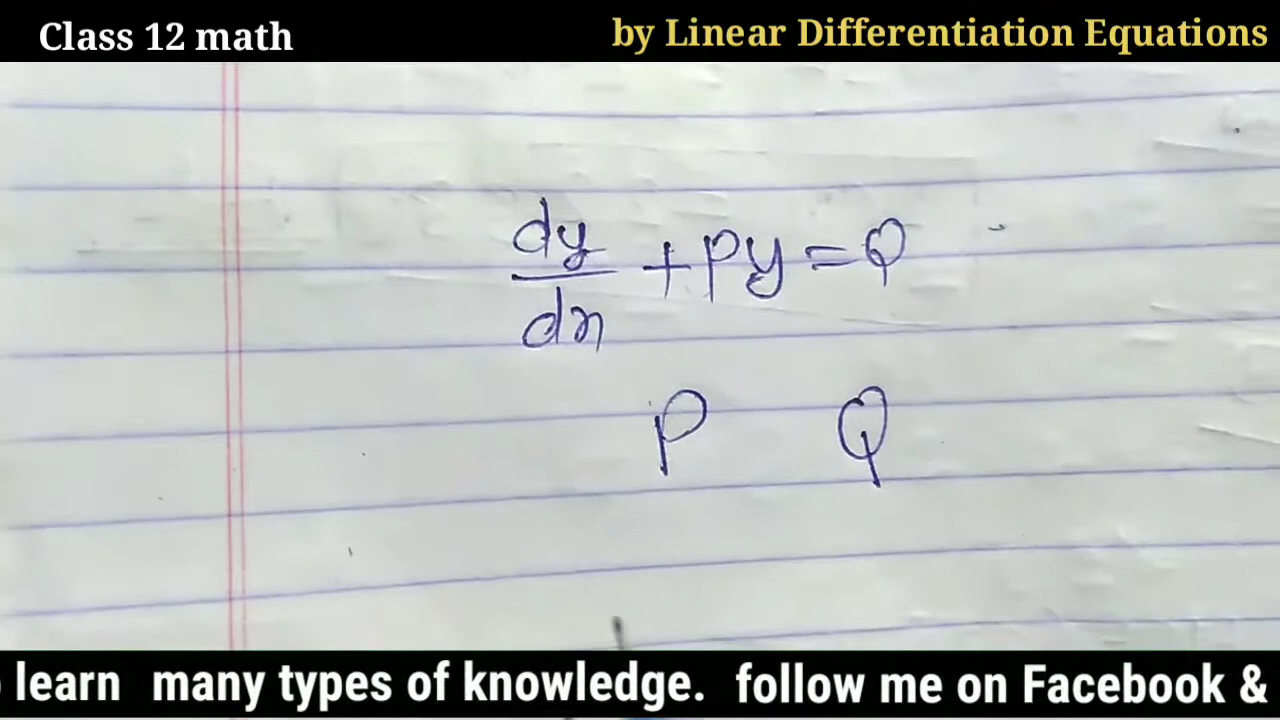 Class 12 math
by Linear Differentiation Equations
dy/dx + Py = Q
P Q
learn many types of knowledge. follow me on Facebook &